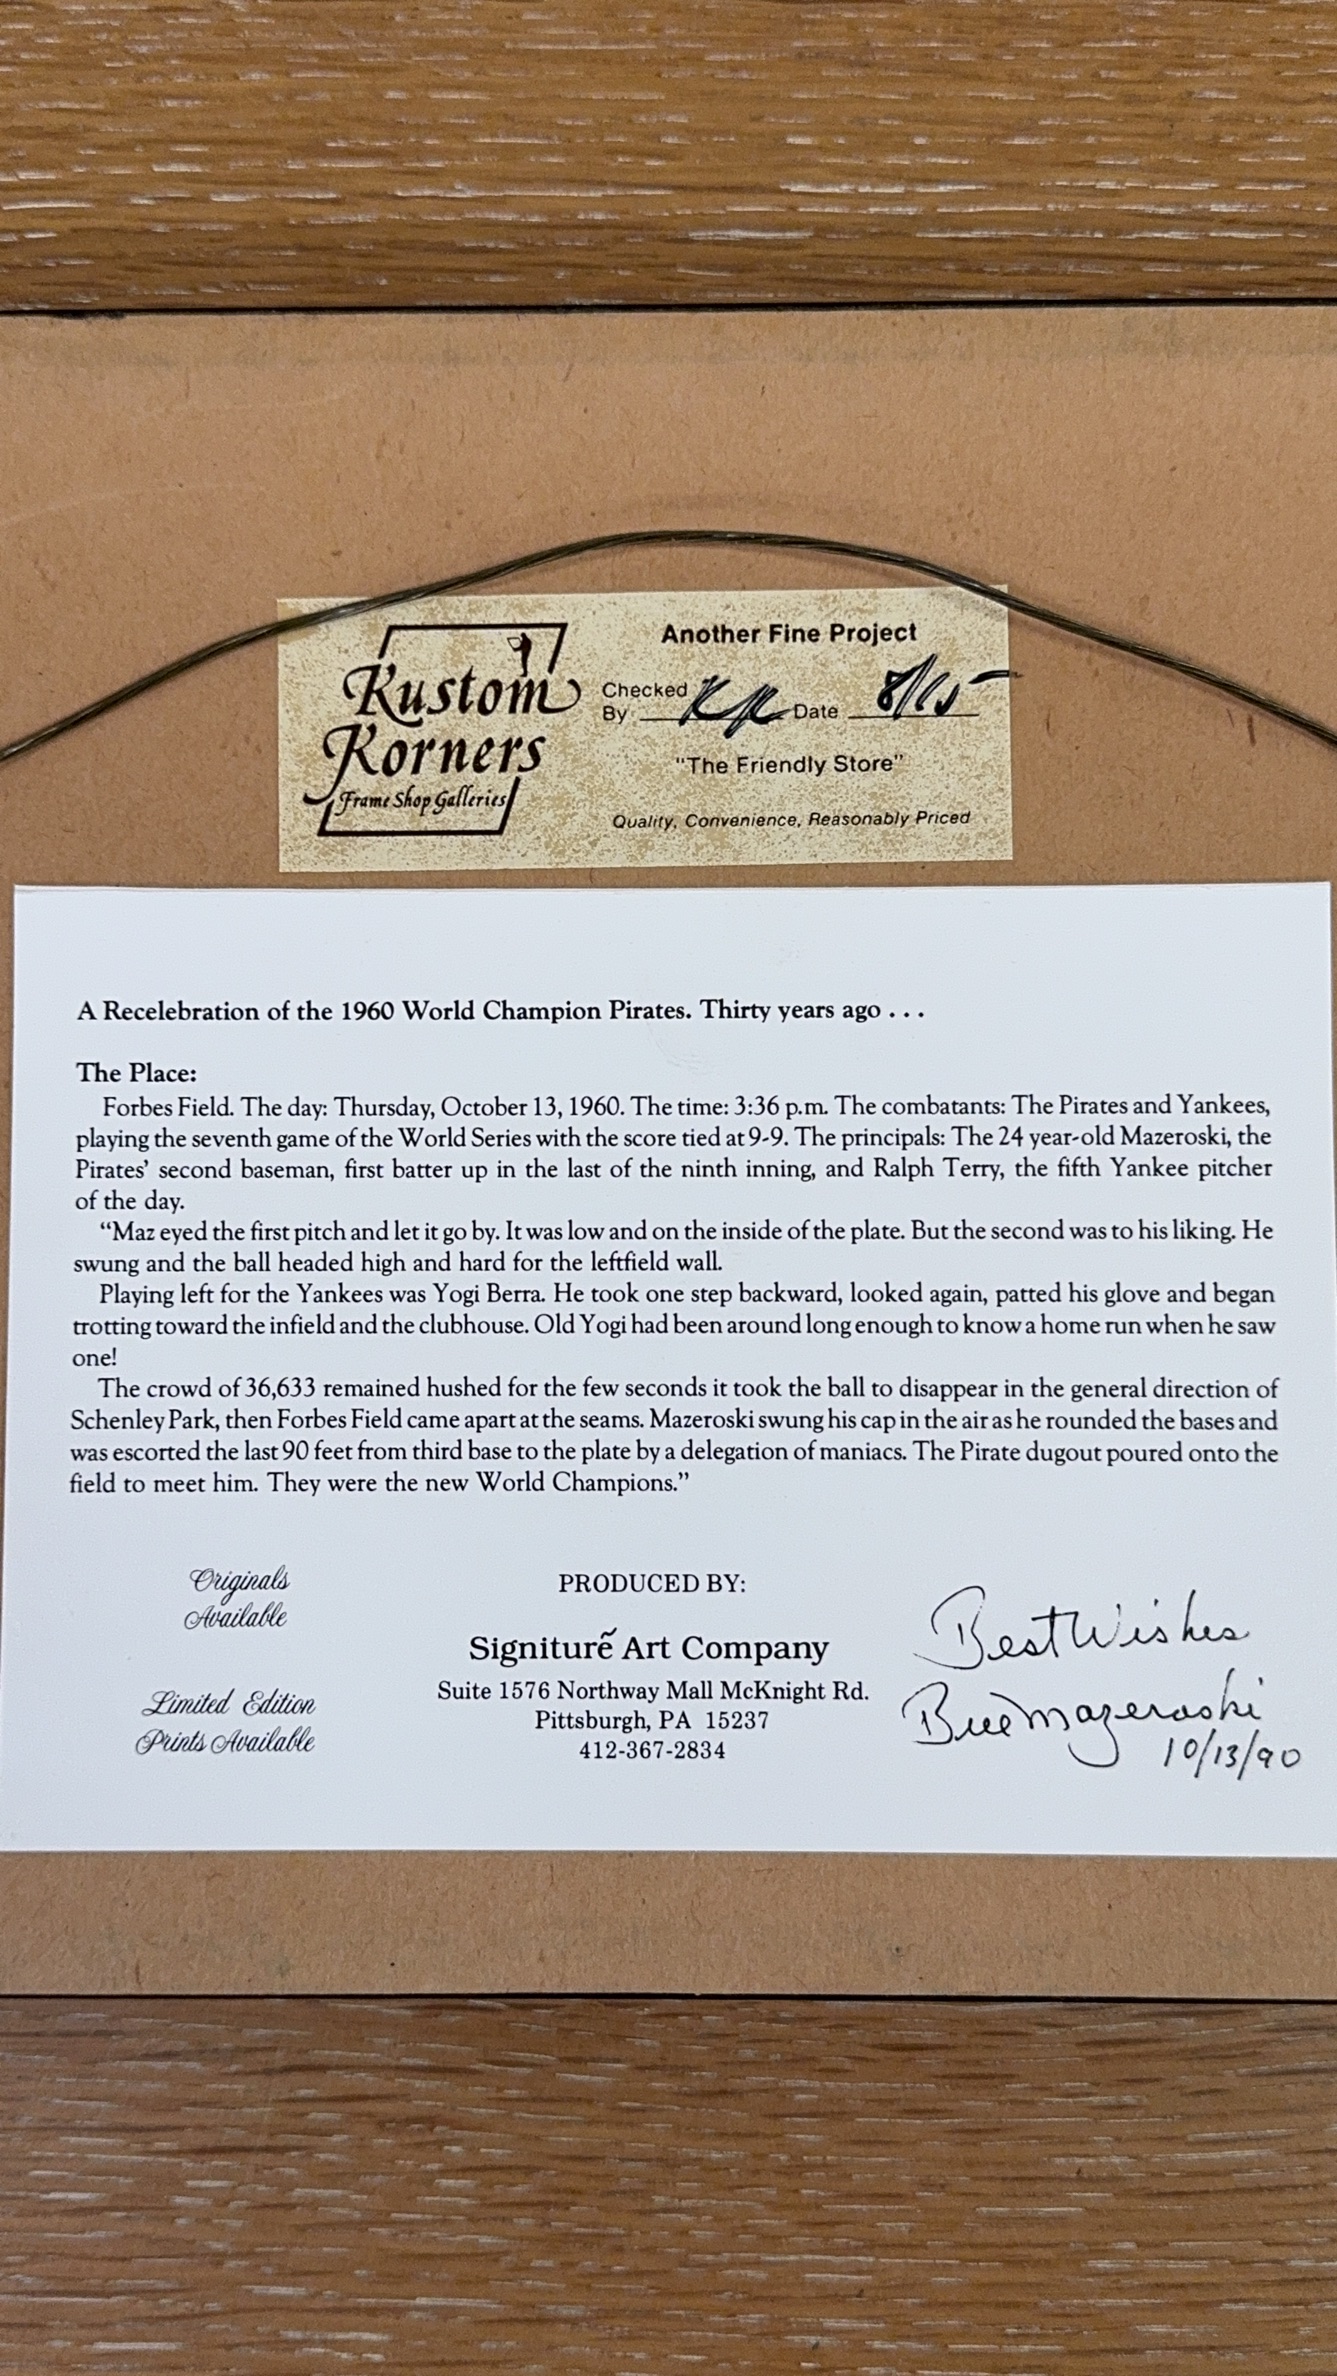 Kustom
Korners
Frame Shop Galleries
Another Fine Project
Checked
By KK Date 8/15
"The Friendly Store"
Quality, Convenience, Reasonably Priced
A Recelebration of the 1960 World Champion Pirates. Thirty years ago . . .
The Place:
Forbes Field. The day: Thursday, October 13, 1960. The time: 3:36 p.m. The combatants: The Pirates and Yankees,
playing the seventh game of the World Series with the score tied at 9-9. The principals: The 24 year-old Mazeroski, the
Pirates' second baseman, first batter up in the last of the ninth inning, and Ralph Terry, the fifth Yankee pitcher
of the day.
"Maz eyed the first pitch and let it go by. It was low and on the inside of the plate. But the second was to his liking. He
swung and the ball headed high and hard for the leftfield wall.
Playing left for the Yankees was Yogi Berra. He took one step backward, looked again, patted his glove and began
trotting toward the infield and the clubhouse. Old Yogi had been around long enough to know a home run when he saw
one!
The crowd of 36,633 remained hushed for the few seconds it took the ball to disappear in the general direction of
Schenley Park, then Forbes Field came apart at the seams. Mazeroski swung his cap in the air as he rounded the bases and
was escorted the last 90 feet from third base to the plate by a delegation of maniacs. The Pirate dugout poured onto the
field to meet him. They were the new World Champions."
Originals
Available
Limited Edition
Prints Available
PRODUCED BY:
Signituré Art Company
Suite 1576 Northway Mall McKnight Rd.
Pittsburgh, PA 15237
412-367-2834
Best Wishes
Bill Mazeroski
10/13/90